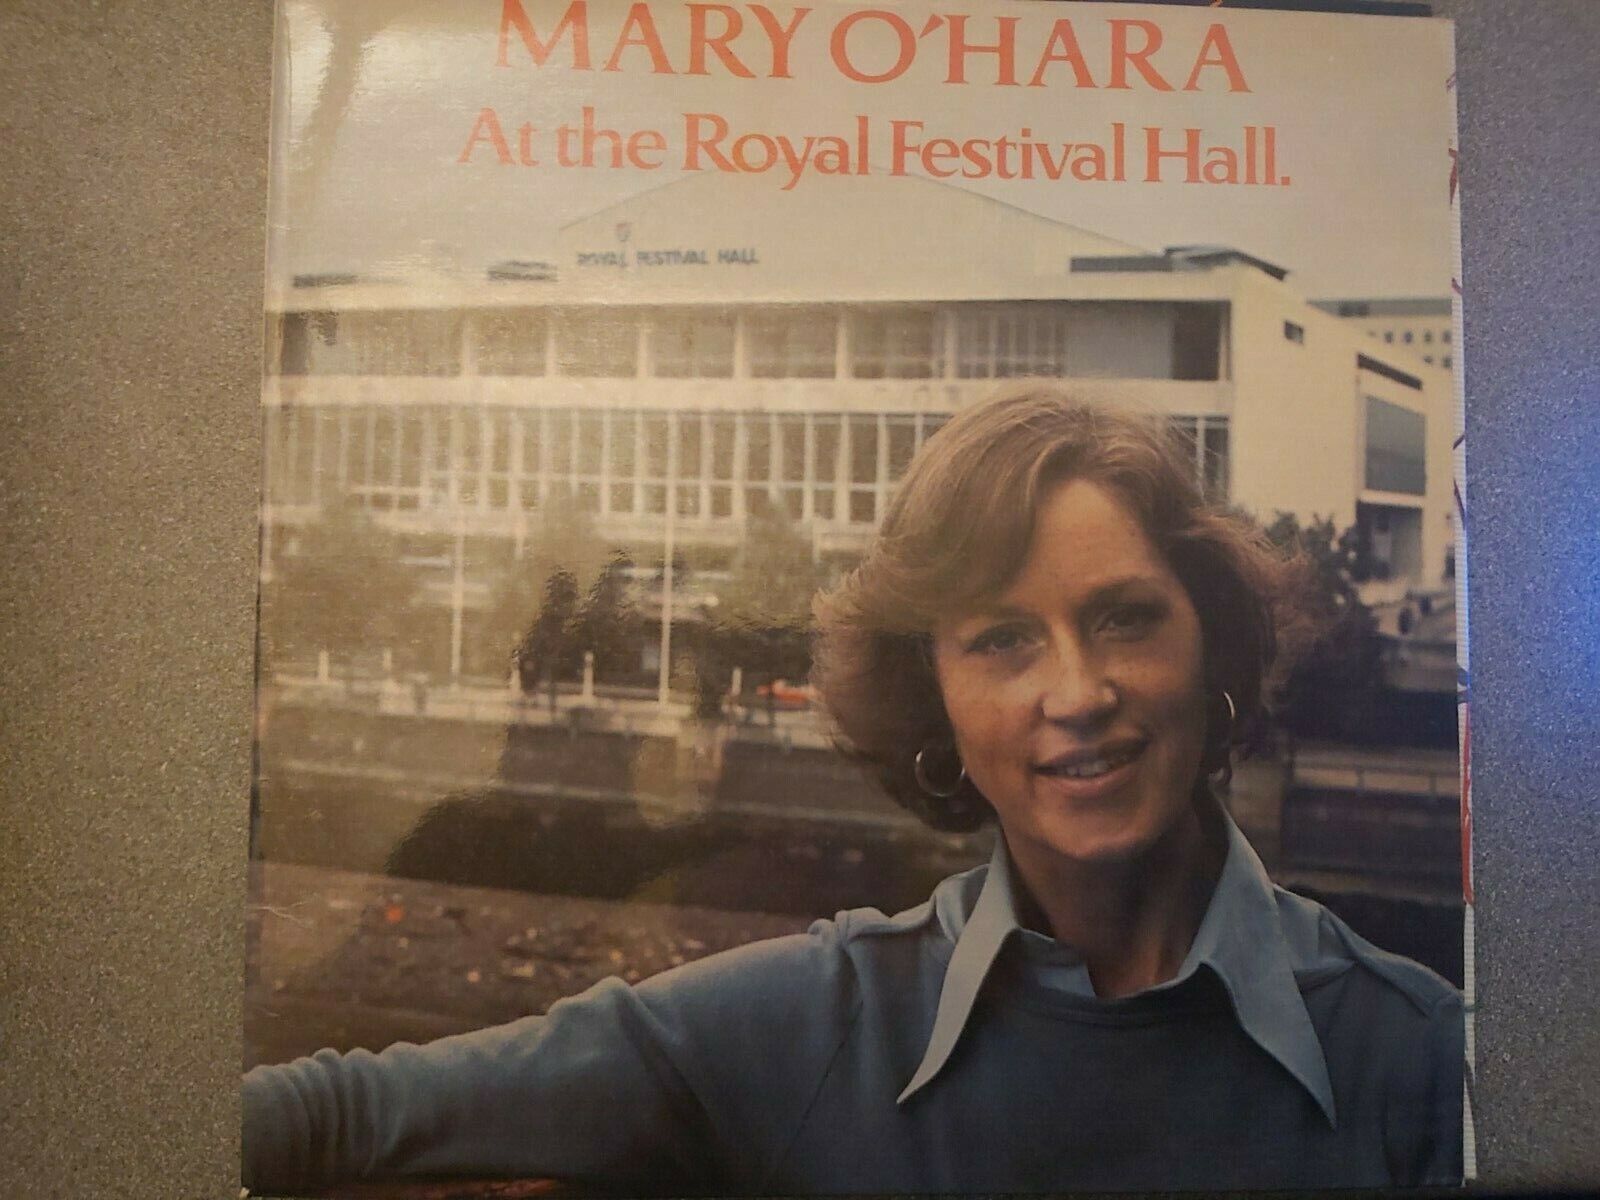 MARY O'HARA
At the Royal Festival Hall.
ROYAL FESTIVAL HALL